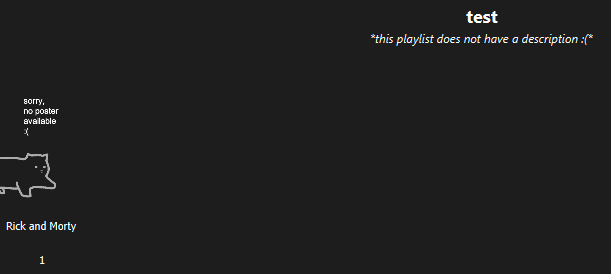 test
*this playlist does not have a description :(*
sorry,
no poster
available
:(
Rick and Morty
1